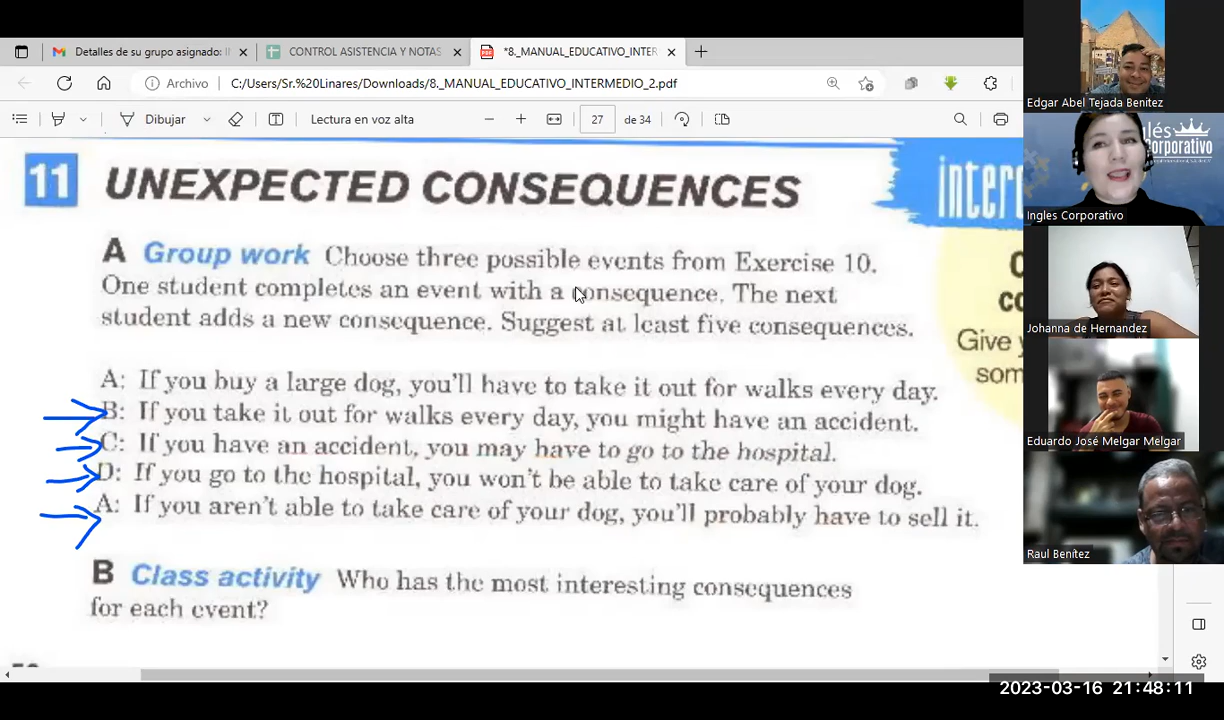 Detalles de su grupo asignado:
CONTROL ASISTENCIA Y NOTAS
*8._MANUAL_EDUCATIVO_INTER
Archivo
C:/Users/Sr.%20Linares/Downloads/8._MANUAL_EDUCATIVO_INTERMEDIO_2.pdf
Dibujar
Lectura en voz alta
27
de 34
11 UNEXPECTED CONSEQUENCES
A Group work Choose three possible events from Exercise 10.
One student completes an event with a consequence. The next
student adds a new consequence. Suggest at least five consequences.
A: If you buy a large dog, you'll have to take it out for walks every day.
B: If you take it out for walks every day, you might have an accident.
C: If you have an accident, you may have to go to the hospital.
D: If you go to the hospital, you won't be able to take care of your dog.
A: If you aren't able to take care of your dog, you'll probably have to sell it.
B Class activity Who has the most interesting consequences
for each event?
Give
Edgar Abel Tejada Benitez
Ingles Corporativo
Johanna de Hernandez
Eduardo José Melgar Melgar
Raul Benítez
2023-03-16 21:48:11